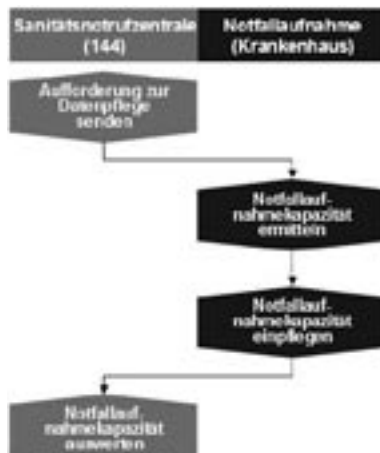 Sanitätsnotrufzentrale
(144)
Notfallaufnahme
(Krankenhaus)
Aufforderung zur
Datenpflege
senden
Notfallauf-
nahmekapazität
ermitteln
Notfallauf-
nahmekapazität
einpflegen
Notfallauf-
nahmekapazität
auswerten